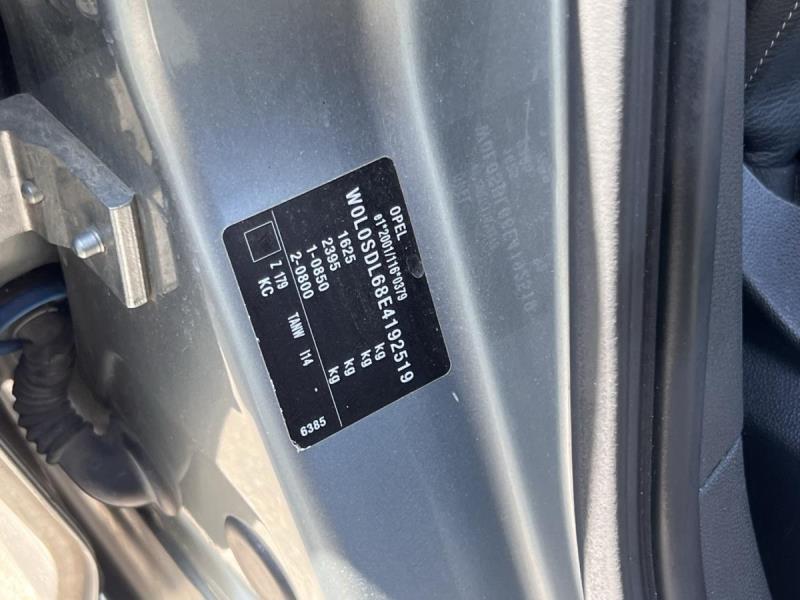 OPEL
e1*2001/116*0379
W0L0SDL68E4192519
1625 kg
2395 kg
1-0850 kg
2-0800 kg
Z 179 TANW 114 -
KC 6385